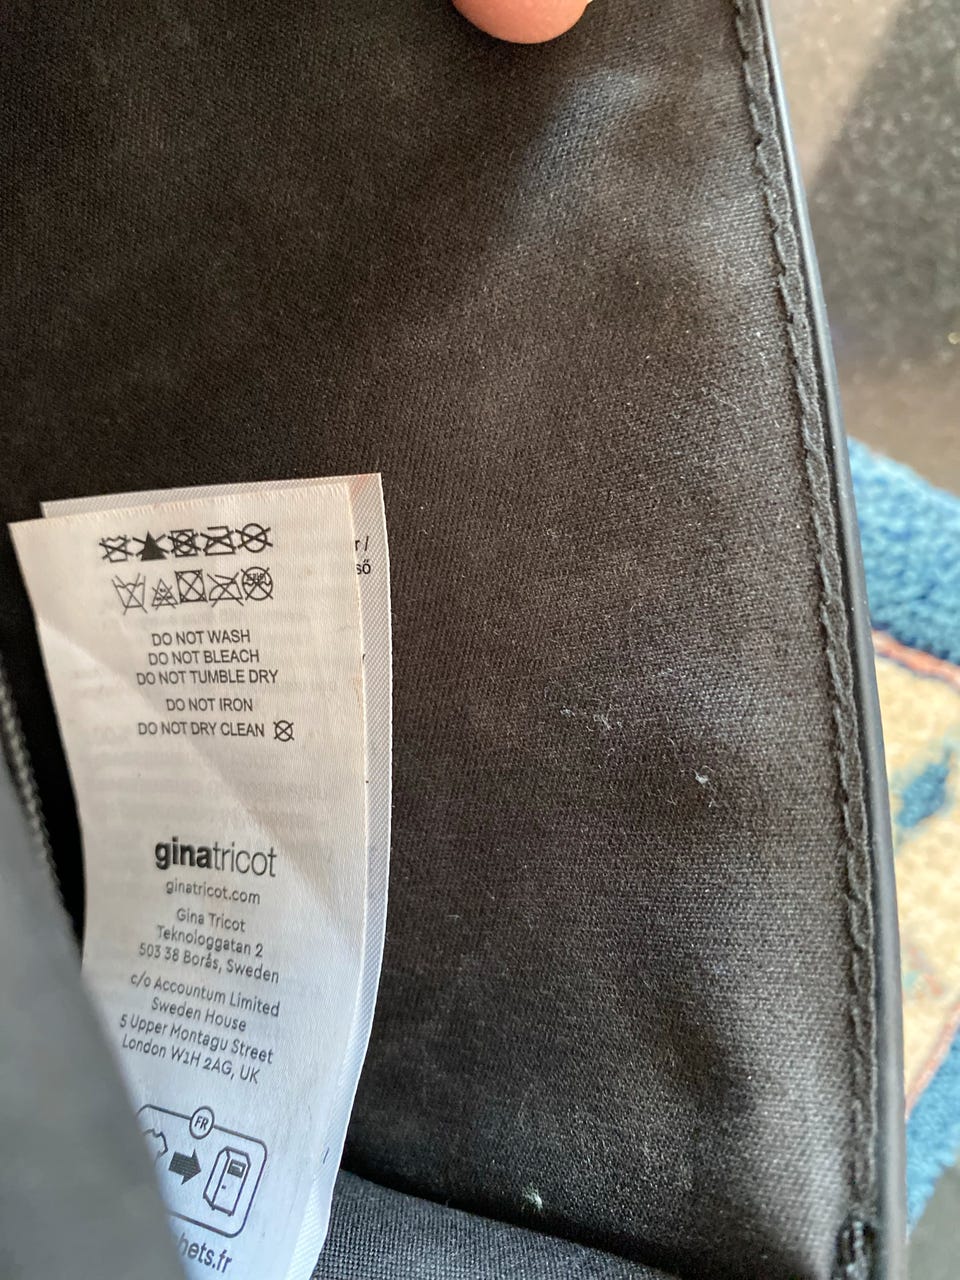 DO NOT WASH
DO NOT BLEACH
DO NOT TUMBLE DRY
DO NOT IRON
DO NOT DRY CLEAN
ginatricot
ginatricot.com
Gina Tricot
Teknologgatan 2
503 38 Borås, Sweden
c/o Accountum Limited
Sweden House
5 Upper Montagu Street
London W1H 2AG, UK
FR
hets.fr